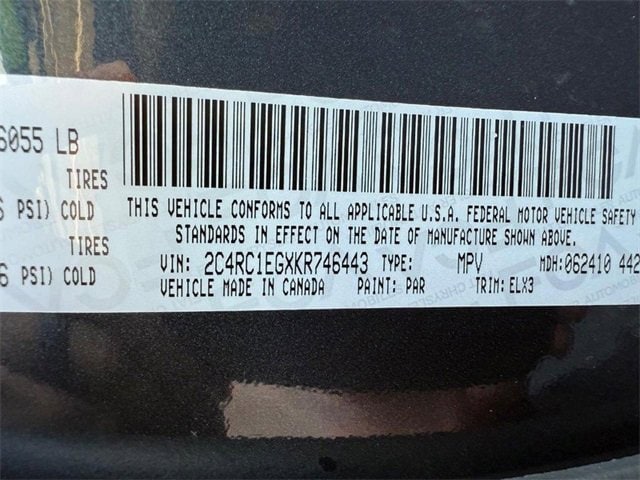 6055 LB
TIRES
PSI) COLD
TIRES
6 PSI) COLD
THIS VEHICLE CONFORMS TO ALL APPLICABLE U.S.A. FEDERAL MOTOR VEHICLE SAFETY
STANDARDS IN EFFECT ON THE DATE OF MANUFACTURE SHOWN ABOVE.
VIN: 2C4RC1EGXKR746443 TYPE: MPV MDH:062410 442
VEHICLE MADE IN CANADA PAINT: PAR TRIM: ELX3